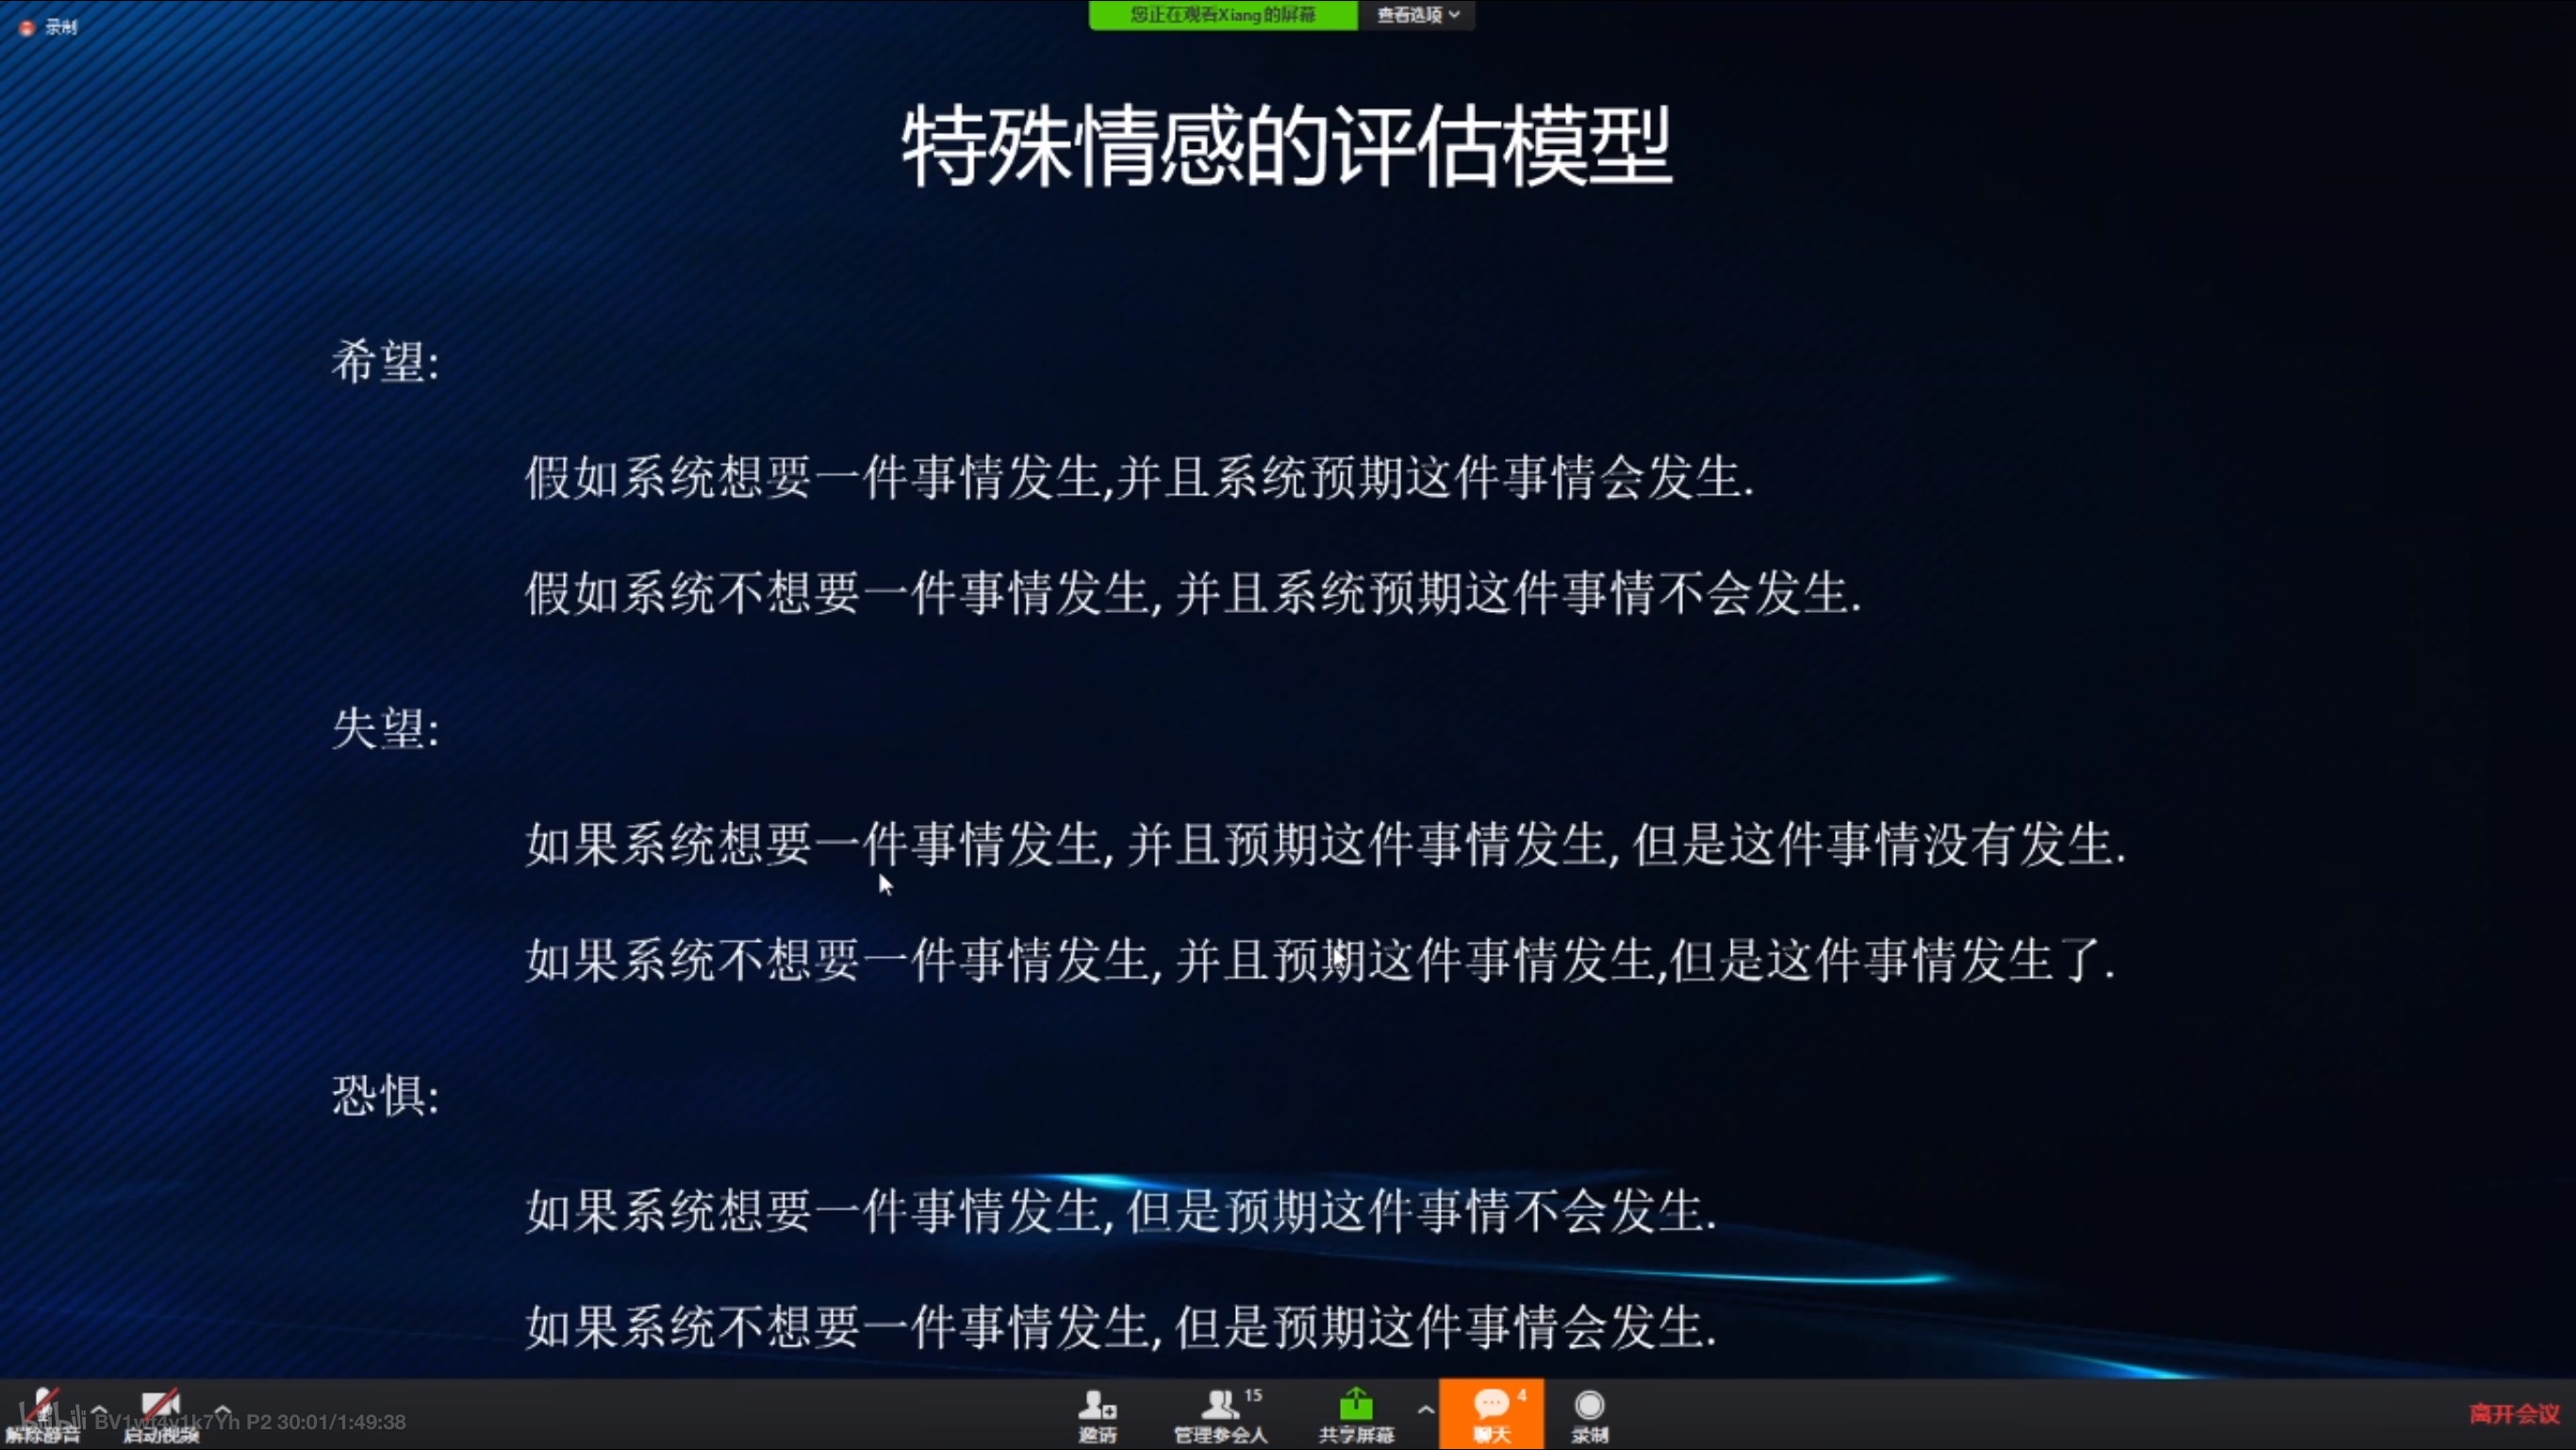 录制
您正在观看Xiang的屏幕 查看选项
特殊情感的评估模型
希望:
假如系统想要一件事情发生,并且系统预期这件事情会发生.
假如系统不想要一件事情发生, 并且系统预期这件事情不会发生.
失望:
如果系统想要一件事情发生, 并且预期这件事情发生, 但是这件事情没有发生.
如果系统不想要一件事情发生, 并且预期这件事情发生,但是这件事情发生了.
恐惧:
如果系统想要一件事情发生, 但是预期这件事情不会发生.
如果系统不想要一件事情发生, 但是预期这件事情会发生.
15 4
P2 30:01/1:49:38
解除静音 启动视频 邀请 管理参会人 共享屏幕 聊天 录制 离开会议